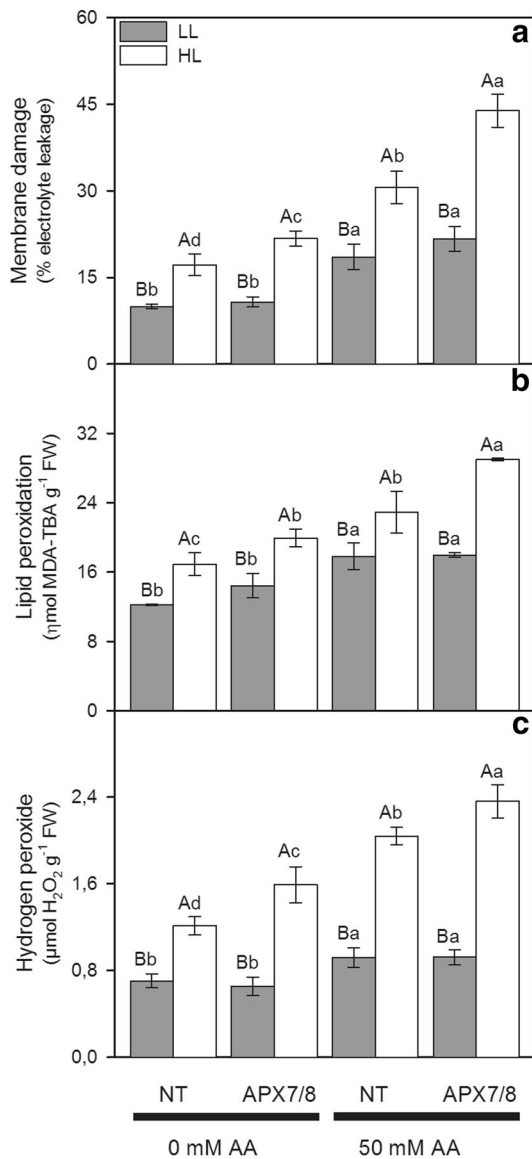 a
LL
HL
Membrane damage
(% electrolyte leakage)
60
45
30
15
0
Bb
Ad
Bb
Ac
Ba
Ab
Ba
Aa
b
Lipid peroxidation
(ηmol MDA-TBA g⁻¹ FW)
32
24
16
8
0
Bb
Ac
Bb
Ab
Ba
Ab
Ba
Aa
c
Hydrogen peroxide
(µmol H₂O₂ g⁻¹ FW)
2,4
1,6
0,8
0,0
Bb
Ad
Bb
Ac
Ba
Ab
Ba
Aa
NT APX7/8 NT APX7/8
0 mM AA 50 mM AA